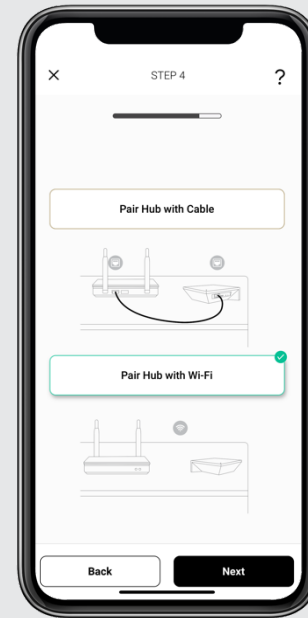 STEP 4
?
Pair Hub with Cable
Pair Hub with Wi-Fi
Back
Next